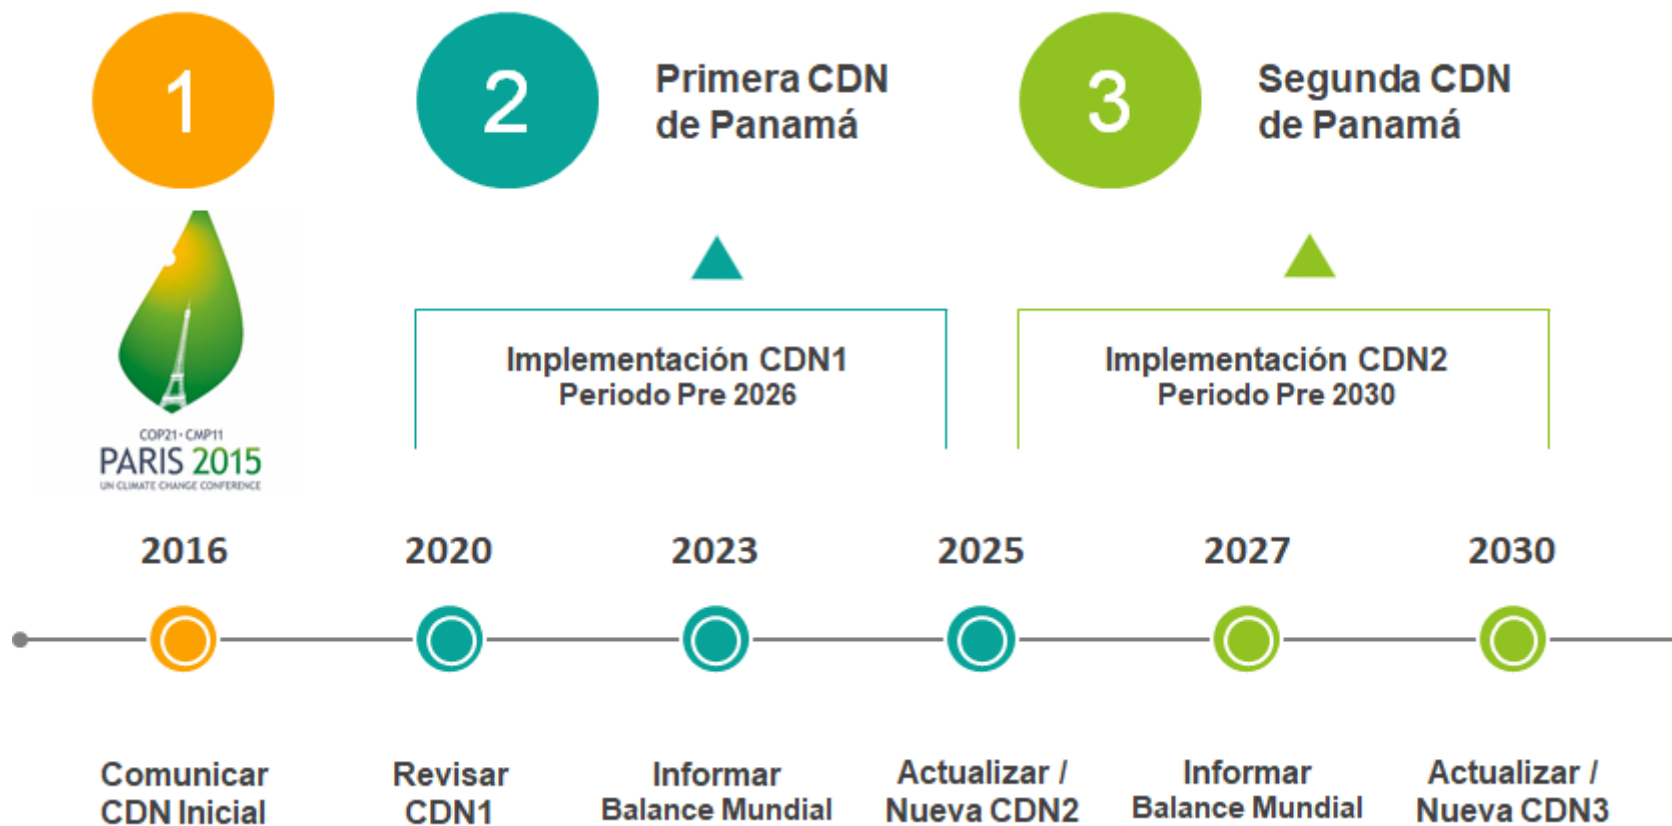 1
2
Primera CDN
de Panamá
3
Segunda CDN
de Panamá
COP21·CMP11
PARIS 2015
UN CLIMATE CHANGE CONFERENCE
Implementación CDN1
Periodo Pre 2026
Implementación CDN2
Periodo Pre 2030
2016
2020
2023
2025
2027
2030
Comunicar
CDN Inicial
Revisar
CDN1
Informar
Balance Mundial
Actualizar /
Nueva CDN2
Informar
Balance Mundial
Actualizar /
Nueva CDN3